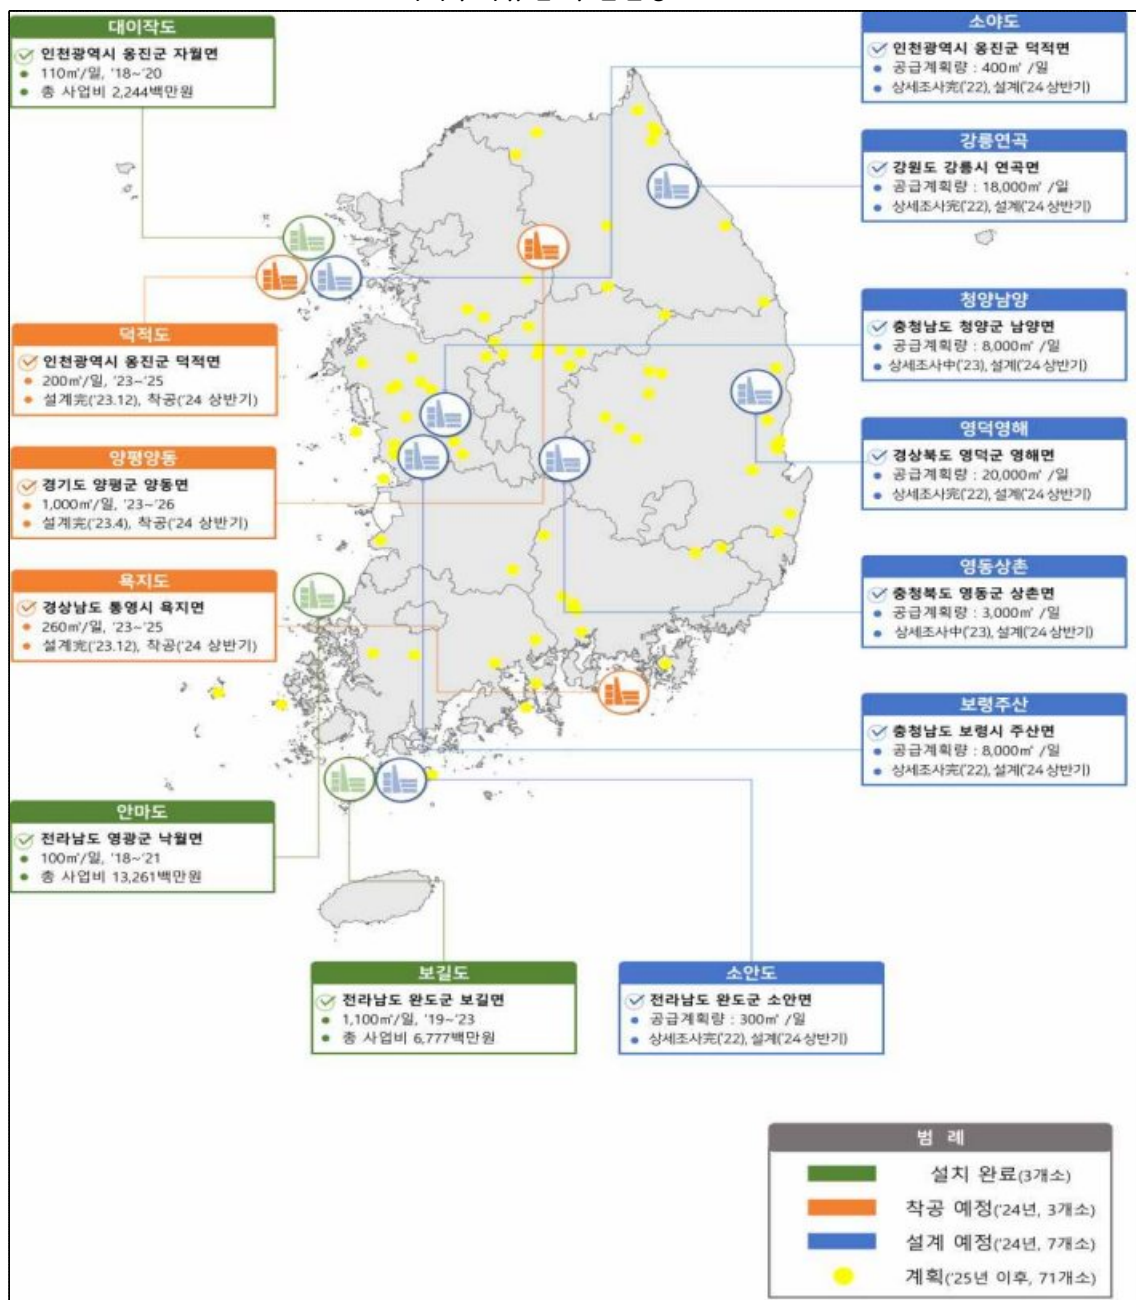 대이작도
인천광역시 옹진군 자월면
110㎥/일, '18~'20
총 사업비 2,244백만원
소야도
인천광역시 옹진군 덕적면
공급계획량 : 400㎥ /일
상세조사完('22), 설계('24 상반기)
강릉연곡
강원도 강릉시 연곡면
공급계획량 : 18,000㎥ /일
상세조사完('22), 설계('24 상반기)
덕적도
인천광역시 옹진군 덕적면
200㎥/일, '23~'25
설계完('23.12), 착공('24 상반기)
청양남양
충청남도 청양군 남양면
공급계획량 : 8,000㎥ /일
상세조사中('23), 설계('24 상반기)
양평양동
경기도 양평군 양동면
1,000㎥/일, '23~'26
설계完('23.4), 착공('24 상반기)
영덕영해
경상북도 영덕군 영해면
공급계획량 : 20,000㎥ /일
상세조사完('22), 설계('24 상반기)
욕지도
경상남도 통영시 욕지면
260㎥/일, '23~'25
설계完('23.12), 착공('24 상반기)
영동상촌
충청북도 영동군 상촌면
공급계획량 : 3,000㎥ /일
상세조사中('23), 설계('24 상반기)
보령주산
충청남도 보령시 주산면
공급계획량 : 8,000㎥ /일
상세조사完('22), 설계('24 상반기)
안마도
전라남도 영광군 낙월면
100㎥/일, '18~'21
총 사업비 13,261백만원
보길도
전라남도 완도군 보길면
1,100㎥/일, '19~'23
총 사업비 6,777백만원
소안도
전라남도 완도군 소안면
공급계획량 : 300㎥ /일
상세조사完('22), 설계('24 상반기)
범 례
설치 완료(3개소)
착공 예정('24년, 3개소)
설계 예정('24년, 7개소)
계획('25년 이후, 71개소)